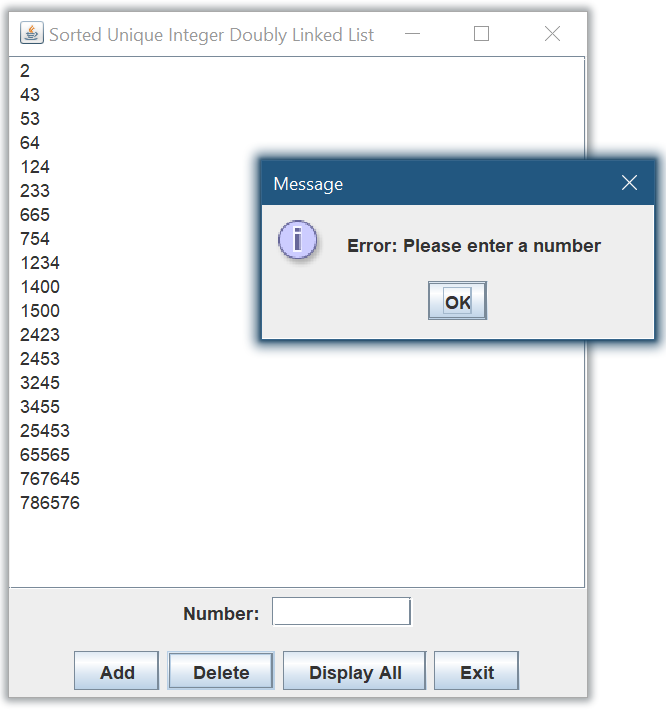 Sorted Unique Integer Doubly Linked List
2
43
53
64
124
233
665
754
1234
1400
1500
2423
2453
3245
3455
25453
65565
767645
786576
Message
i
Error: Please enter a number
OK
Number:
Add Delete Display All Exit